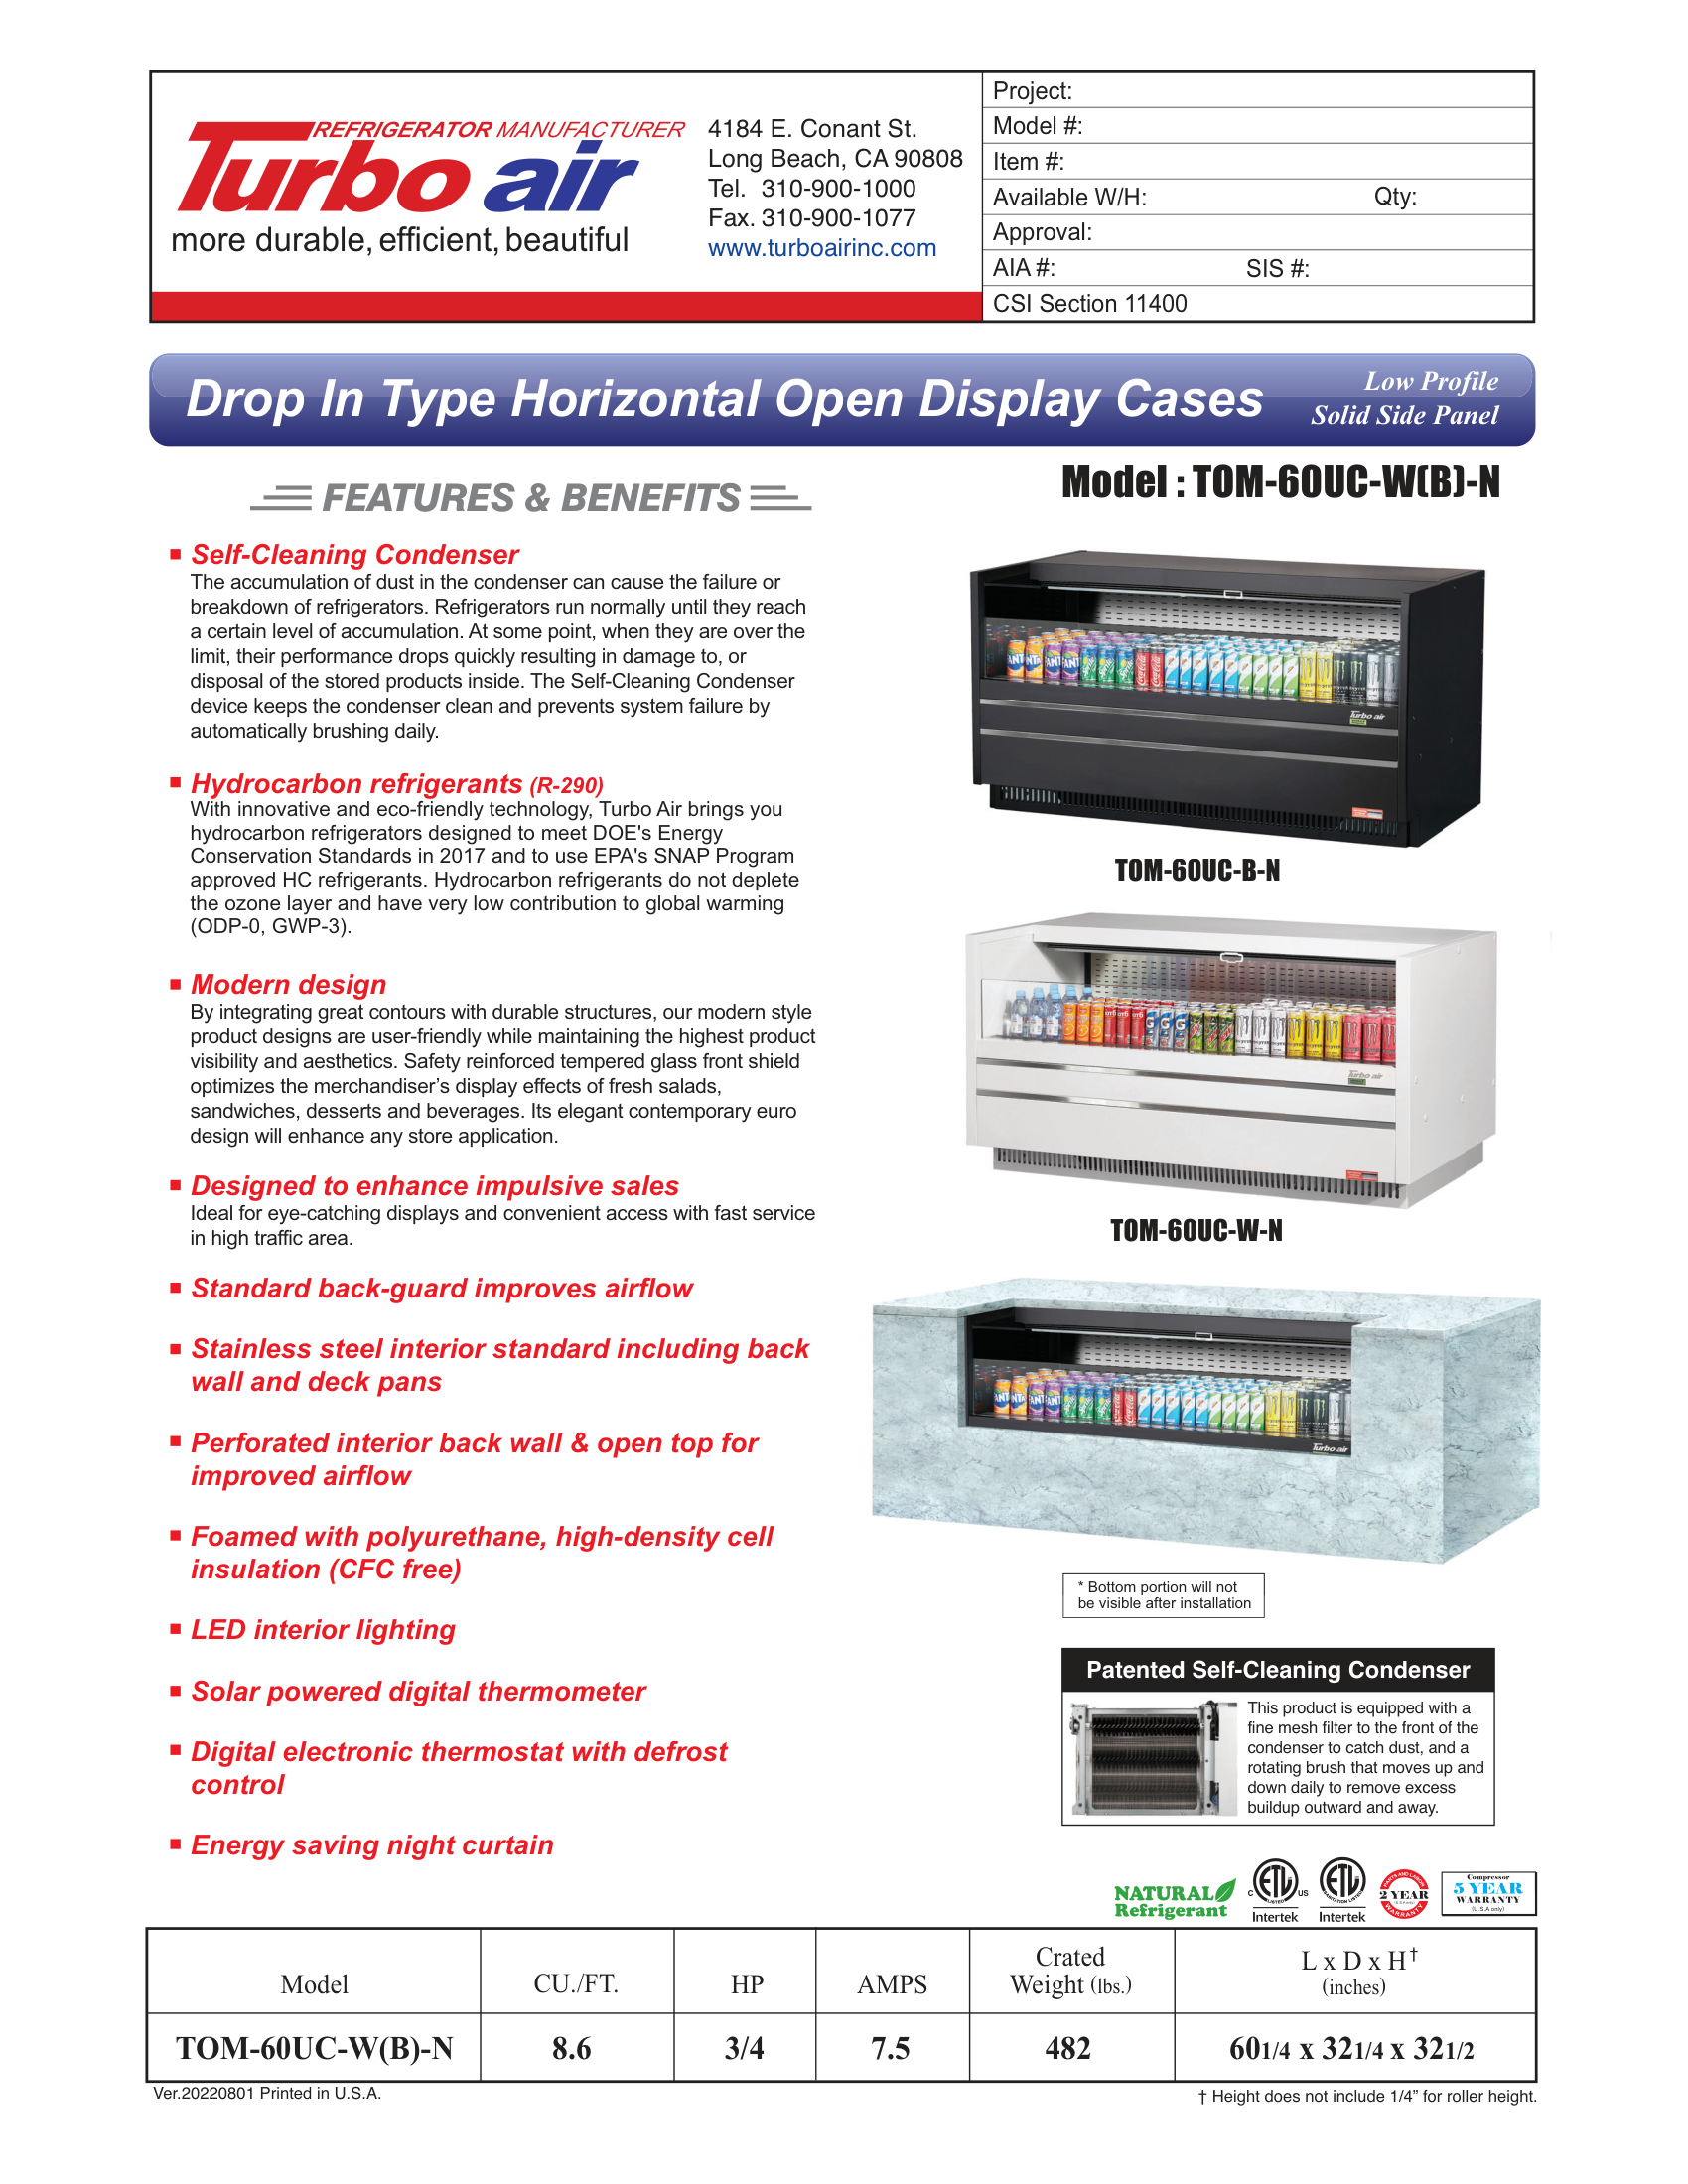 REFRIGERATOR MANUFACTURER
Turbo air
more durable, efficient, beautiful
4184 E. Conant St.
Long Beach, CA 90808
Tel. 310-900-1000
Fax. 310-900-1077
www.turboairinc.com
Project:
Model #:
Item #:
Available W/H: Qty:
Approval:
AIA #: SIS #:
CSI Section 11400
Drop In Type Horizontal Open Display Cases
Low Profile
Solid Side Panel
FEATURES & BENEFITS
■ Self-Cleaning Condenser
The accumulation of dust in the condenser can cause the failure or
breakdown of refrigerators. Refrigerators run normally until they reach
a certain level of accumulation. At some point, when they are over the
limit, their performance drops quickly resulting in damage to, or
disposal of the stored products inside. The Self-Cleaning Condenser
device keeps the condenser clean and prevents system failure by
automatically brushing daily.
■ Hydrocarbon refrigerants (R-290)
With innovative and eco-friendly technology, Turbo Air brings you
hydrocarbon refrigerators designed to meet DOE's Energy
Conservation Standards in 2017 and to use EPA's SNAP Program
approved HC refrigerants. Hydrocarbon refrigerants do not deplete
the ozone layer and have very low contribution to global warming
(ODP-0, GWP-3).
■ Modern design
By integrating great contours with durable structures, our modern style
product designs are user-friendly while maintaining the highest product
visibility and aesthetics. Safety reinforced tempered glass front shield
optimizes the merchandiser’s display effects of fresh salads,
sandwiches, desserts and beverages. Its elegant contemporary euro
design will enhance any store application.
■ Designed to enhance impulsive sales
Ideal for eye-catching displays and convenient access with fast service
in high traffic area.
■ Standard back-guard improves airflow
■ Stainless steel interior standard including back
wall and deck pans
■ Perforated interior back wall & open top for
improved airflow
■ Foamed with polyurethane, high-density cell
insulation (CFC free)
■ LED interior lighting
■ Solar powered digital thermometer
■ Digital electronic thermostat with defrost
control
■ Energy saving night curtain
Model : TOM-60UC-W(B)-N
Turbo air
TOM-60UC-B-N
Turbo air
TOM-60UC-W-N
Turbo air
* Bottom portion will not
be visible after installation
Patented Self-Cleaning Condenser
This product is equipped with a
fine mesh filter to the front of the
condenser to catch dust, and a
rotating brush that moves up and
down daily to remove excess
buildup outward and away.
NATURAL
Refrigerant
C ETL US
LISTED
Intertek
ETL
SANITATION LISTED
Intertek
PARTS AND LABOR
2 YEAR
WARRANTY
Compressor
5 YEAR
WARRANTY
(U.S.A only)
Model CU./FT. HP AMPS Crated Weight (lbs.) L x D x H† (inches)
TOM-60UC-W(B)-N 8.6 3/4 7.5 482 601/4 x 321/4 x 321/2
Ver.20220801 Printed in U.S.A.
† Height does not include 1/4” for roller height.